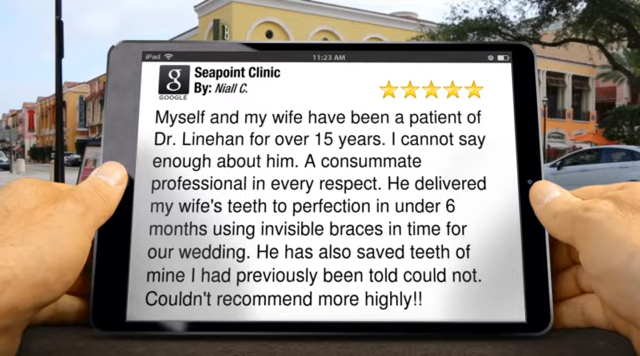 iPad
11:23 AM
g
GOOGLE
Seapoint Clinic
By: Niall C.
Myself and my wife have been a patient of
Dr. Linehan for over 15 years. I cannot say
enough about him. A consummate
professional in every respect. He delivered
my wife's teeth to perfection in under 6
months using invisible braces in time for
our wedding. He has also saved teeth of
mine I had previously been told could not.
Couldn't recommend more highly!!